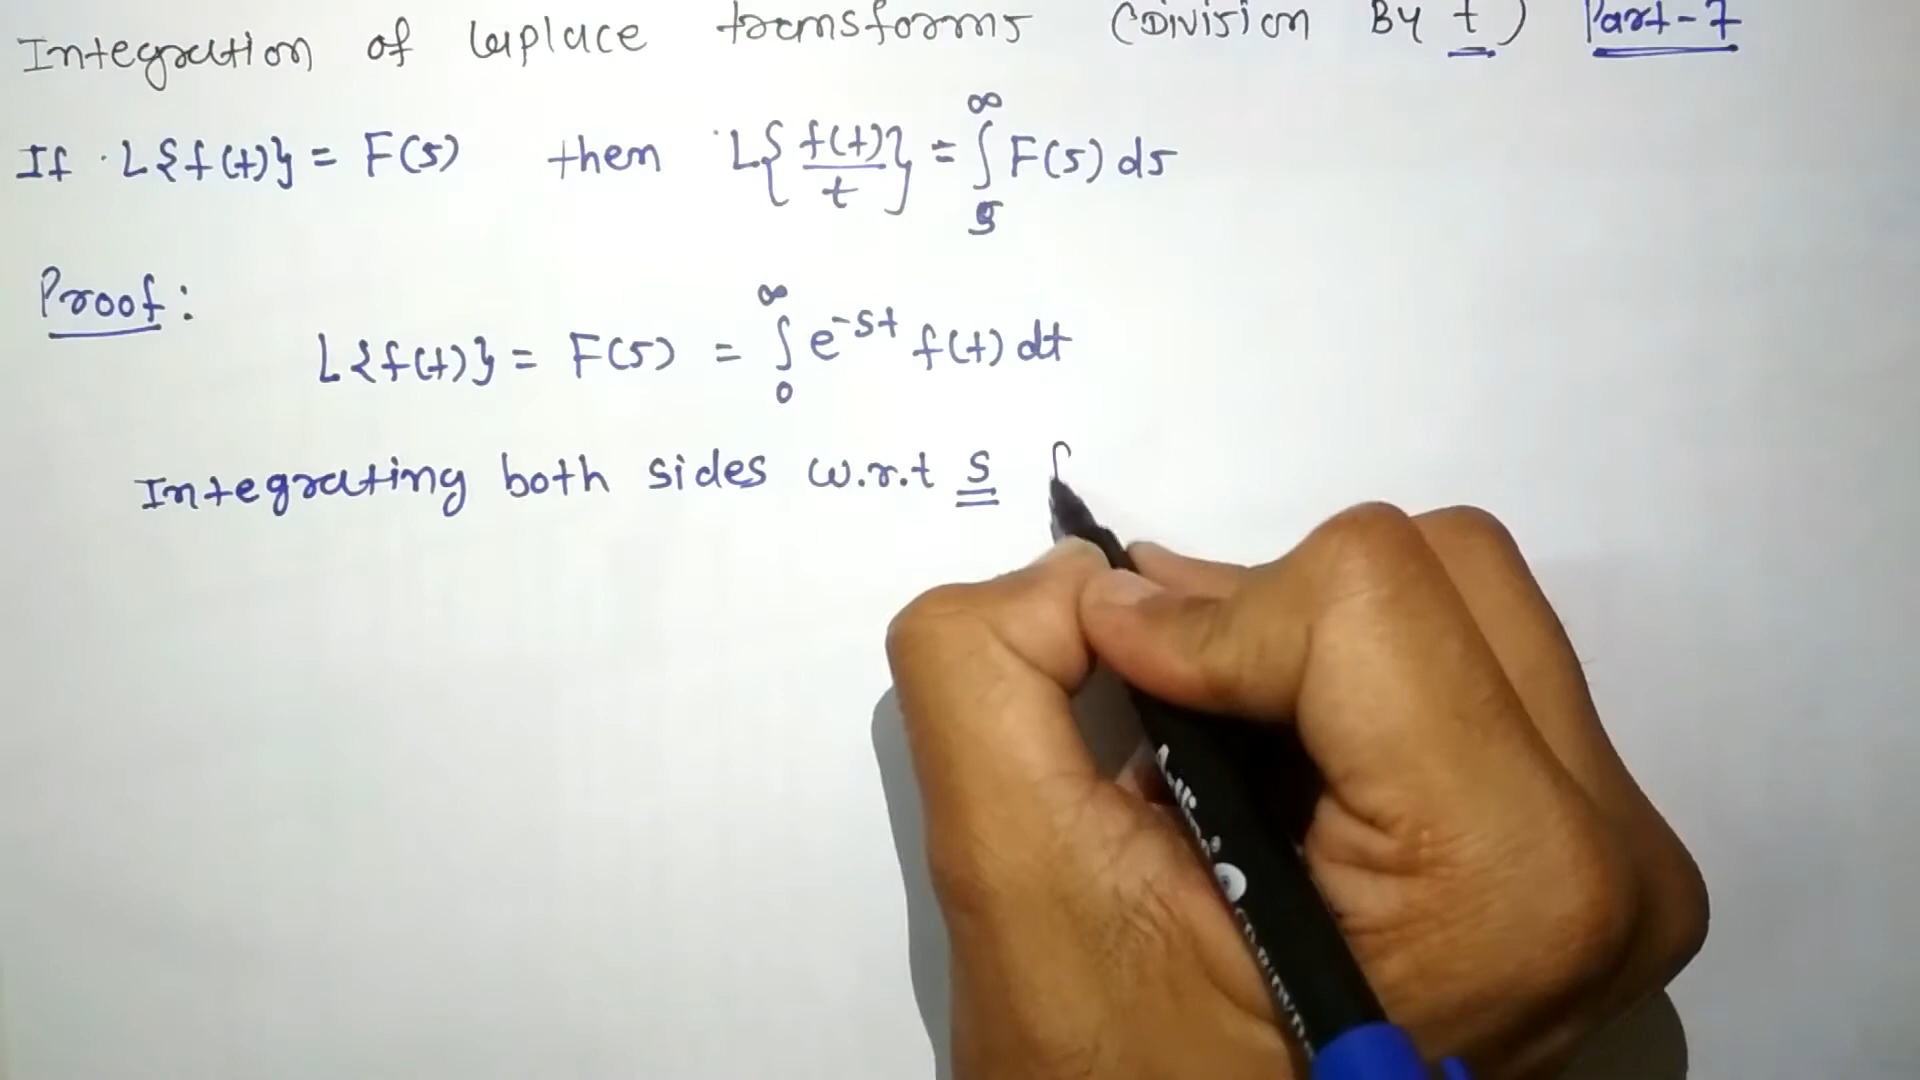 Integration of laplace transforms (Division By t) Part-7
If L{f(t)} = F(s) then L{f(t)/t} = ∫_s^∞ F(s) ds
Proof:
L{f(t)} = F(s) = ∫_0^∞ e^{-st} f(t) dt
Integrating both sides w.r.t s